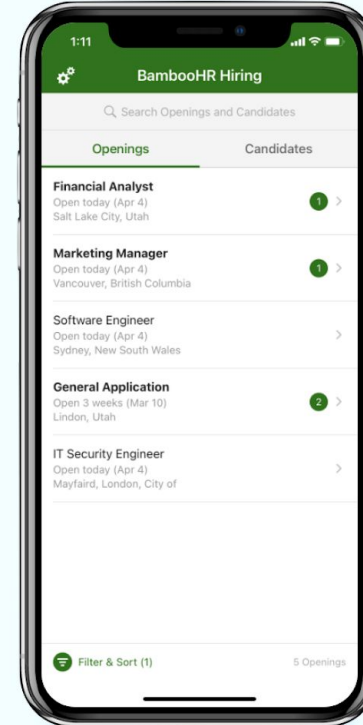 1:11
BambooHR Hiring
Search Openings and Candidates
Openings
Candidates
Financial Analyst
Open today (Apr 4)
Salt Lake City, Utah
1
Marketing Manager
Open today (Apr 4)
Vancouver, British Columbia
1
Software Engineer
Open today (Apr 4)
Sydney, New South Wales
General Application
Open 3 weeks (Mar 10)
Lindon, Utah
2
IT Security Engineer
Open today (Apr 4)
Mayfaird, London, City of
Filter & Sort (1)
5 Openings